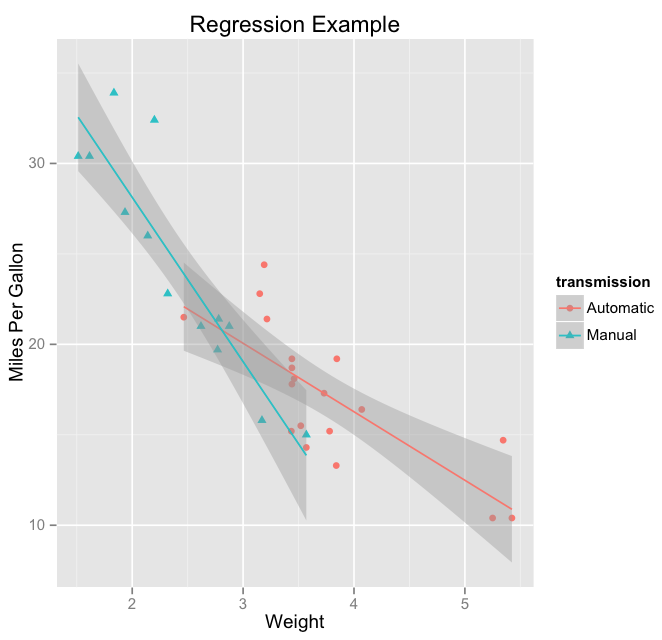 Regression Example
Miles Per Gallon
30
20
10
2 3 4 5
Weight
transmission
Automatic
Manual